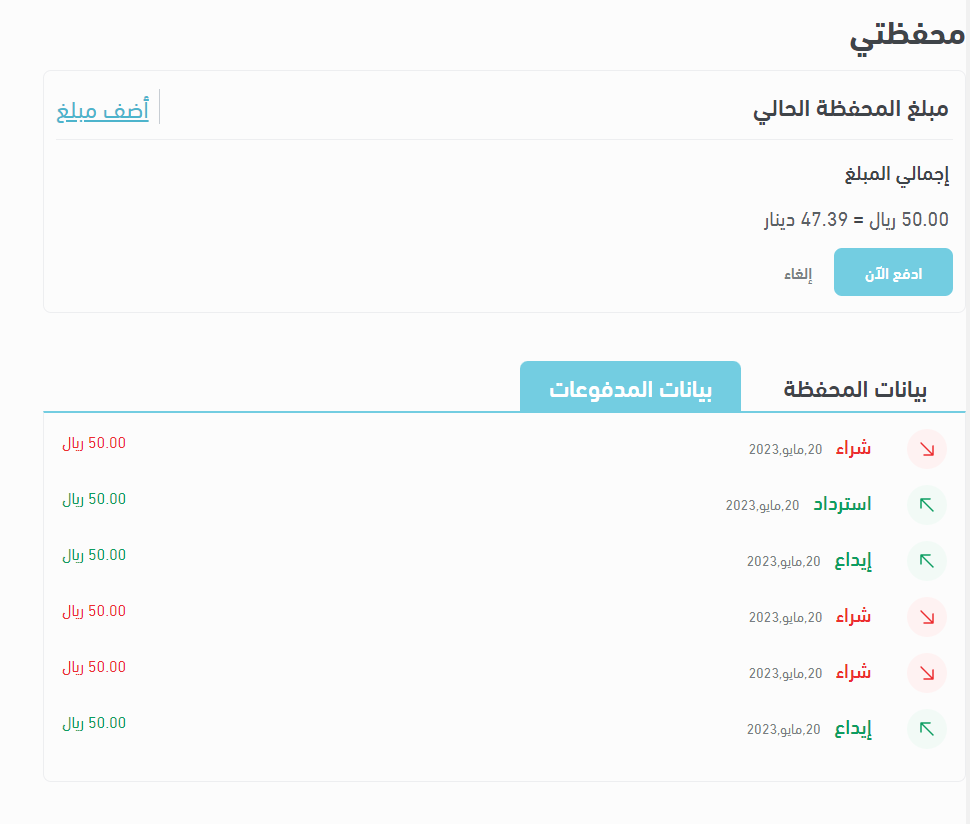 محفظتي
مبلغ المحفظة الحالي
أضف مبلغ
إجمالي المبلغ
50.00 ريال = 47.39 دينار
ادفع الآن
إلغاء
بيانات المحفظة
بيانات المدفوعات
شراء 20,مايو,2023 50.00 ريال
استرداد 20,مايو,2023 50.00 ريال
إيداع 20,مايو,2023 50.00 ريال
شراء 20,مايو,2023 50.00 ريال
شراء 20,مايو,2023 50.00 ريال
إيداع 20,مايو,2023 50.00 ريال